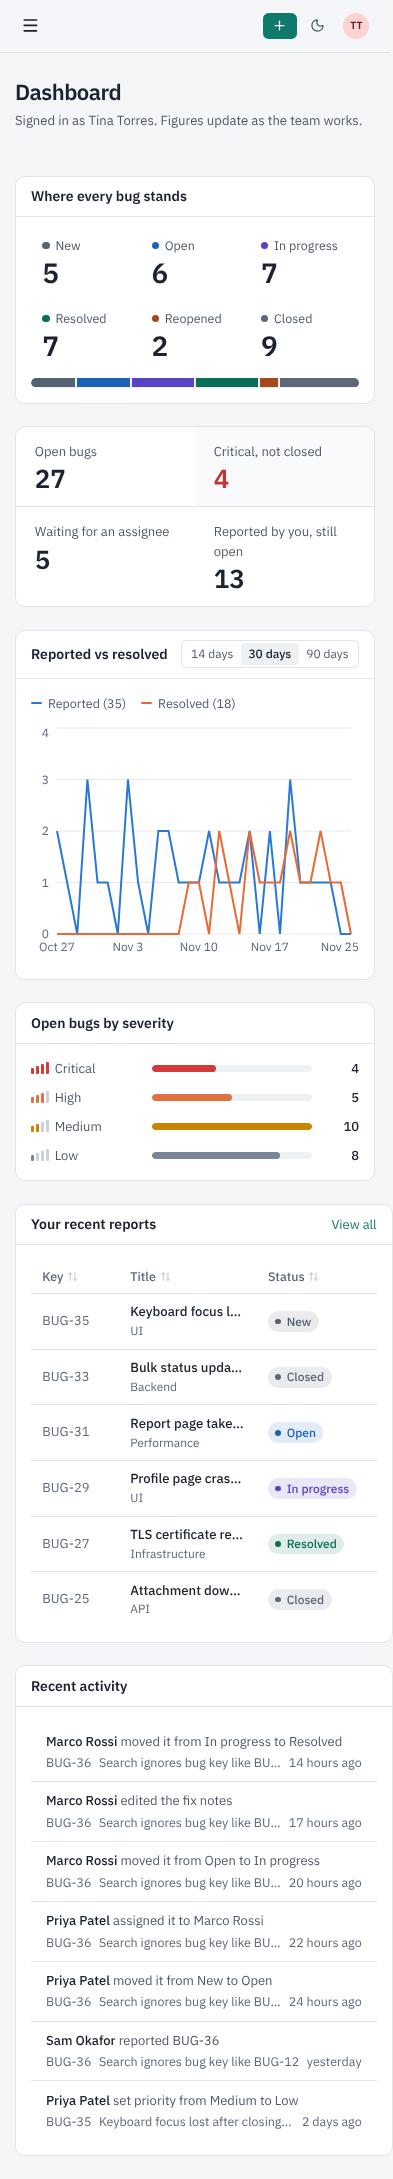 TT
Dashboard
Signed in as Tina Torres. Figures update as the team works.
Where every bug stands
New
Open
In progress
5
6
7
Resolved
Reopened
Closed
7
2
9
Open bugs
Critical, not closed
27
4
Waiting for an assignee
Reported by you, still
open
5
13
Reported vs resolved
14 days
30 days
90 days
Reported (35)
Resolved (18)
4
3
2
1
0
Oct 27
Nov 3
Nov 10
Nov 17
Nov 25
Open bugs by severity
Critical
4
High
5
Medium
10
Low
8
Your recent reports
View all
Key
Title
Status
BUG-35
Keyboard focus l...
UI
New
BUG-33
Bulk status upda...
Backend
Closed
BUG-31
Report page take...
Performance
Open
BUG-29
Profile page cras...
UI
In progress
BUG-27
TLS certificate re...
Infrastructure
Resolved
BUG-25
Attachment dow...
API
Closed
Recent activity
Marco Rossi moved it from In progress to Resolved
BUG-36 Search ignores bug key like BU... 14 hours ago
Marco Rossi edited the fix notes
BUG-36 Search ignores bug key like BU... 17 hours ago
Marco Rossi moved it from Open to In progress
BUG-36 Search ignores bug key like BU... 20 hours ago
Priya Patel assigned it to Marco Rossi
BUG-36 Search ignores bug key like BU... 22 hours ago
Priya Patel moved it from New to Open
BUG-36 Search ignores bug key like BU... 24 hours ago
Sam Okafor reported BUG-36
BUG-36 Search ignores bug key like BUG-12 yesterday
Priya Patel set priority from Medium to Low
BUG-35 Keyboard focus lost after closing... 2 days ago